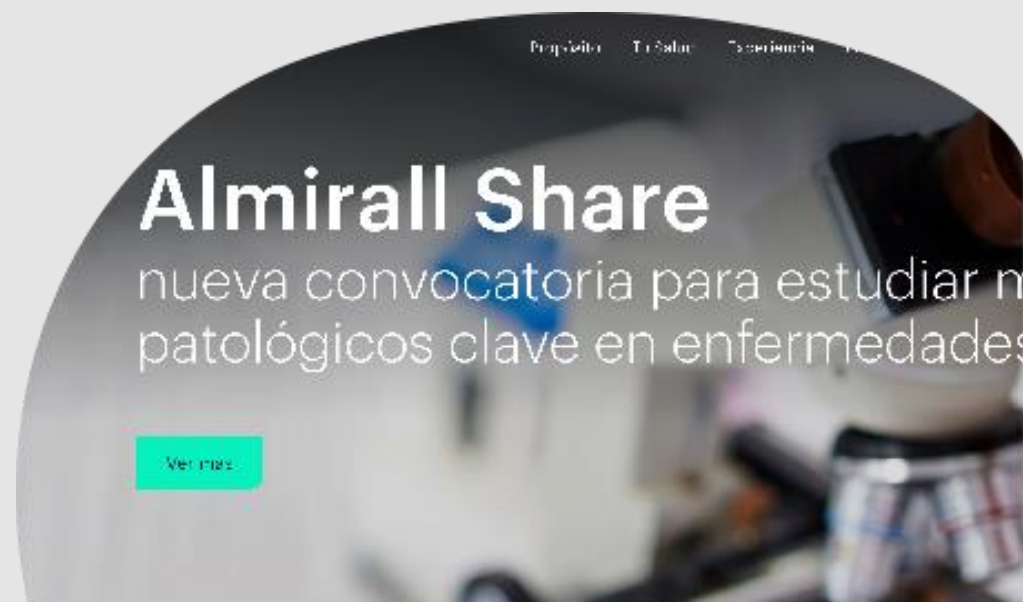 Propósito Tu Salud Experiencia
Almirall Share
nueva convocatoria para estudiar
patológicos clave en enfermedades
Ver más